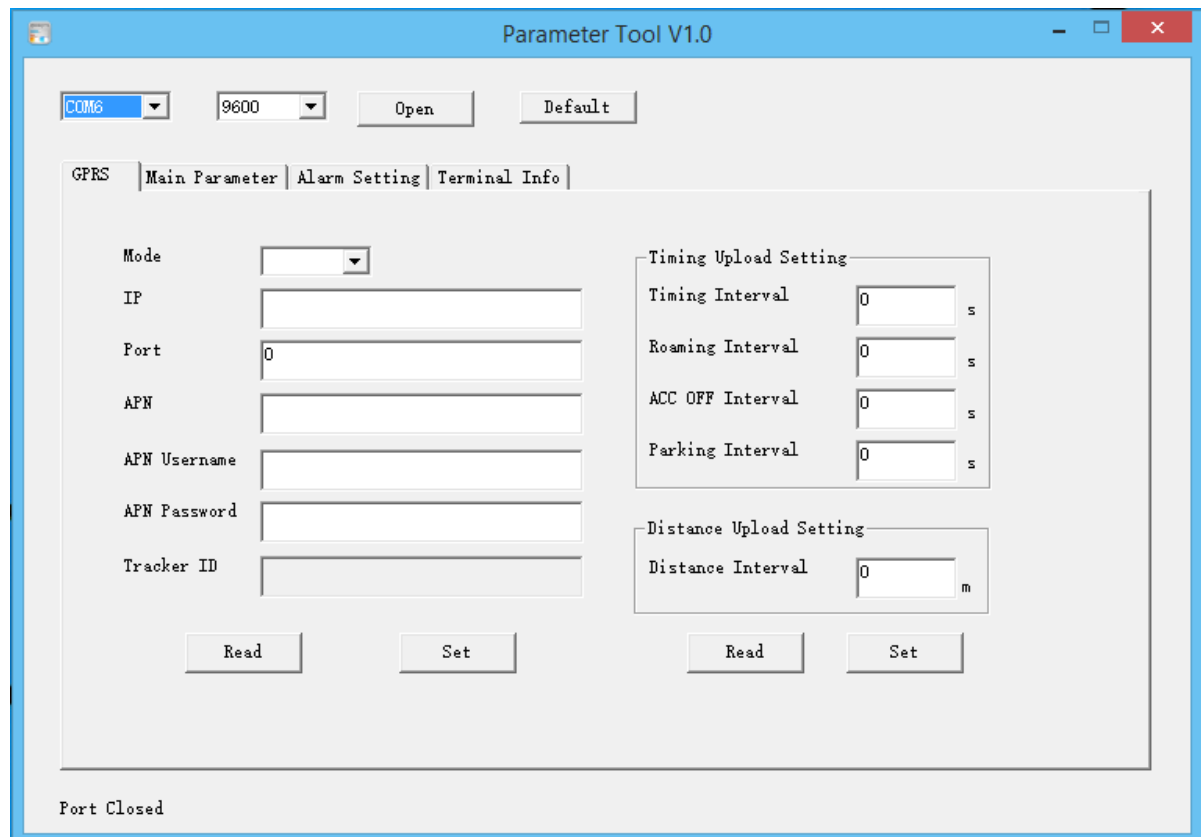 Parameter Tool V1.0
COM6 9600 Open Default
GPRS Main Parameter Alarm Setting Terminal Info
Mode
IP
Port 0
APN
APN Username
APN Password
Tracker ID
Read Set
Timing Upload Setting
Timing Interval 0 s
Roaming Interval 0 s
ACC OFF Interval 0 s
Parking Interval 0 s
Distance Upload Setting
Distance Interval 0 m
Read Set
Port Closed